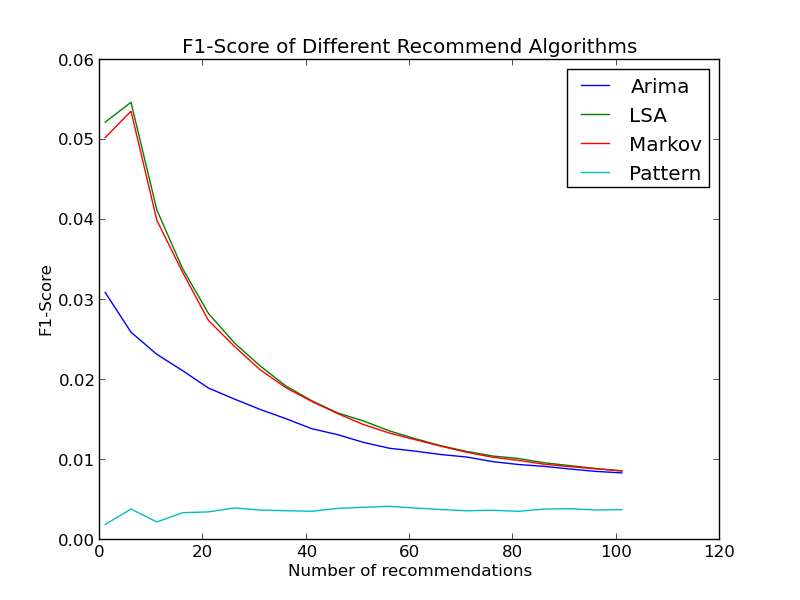 F1-Score of Different Recommend Algorithms
0.06
0.05
0.04
0.03
0.02
0.01
0.00
F1-Score
Arima
LSA
Markov
Pattern
0
20
40
60
80
100
120
Number of recommendations